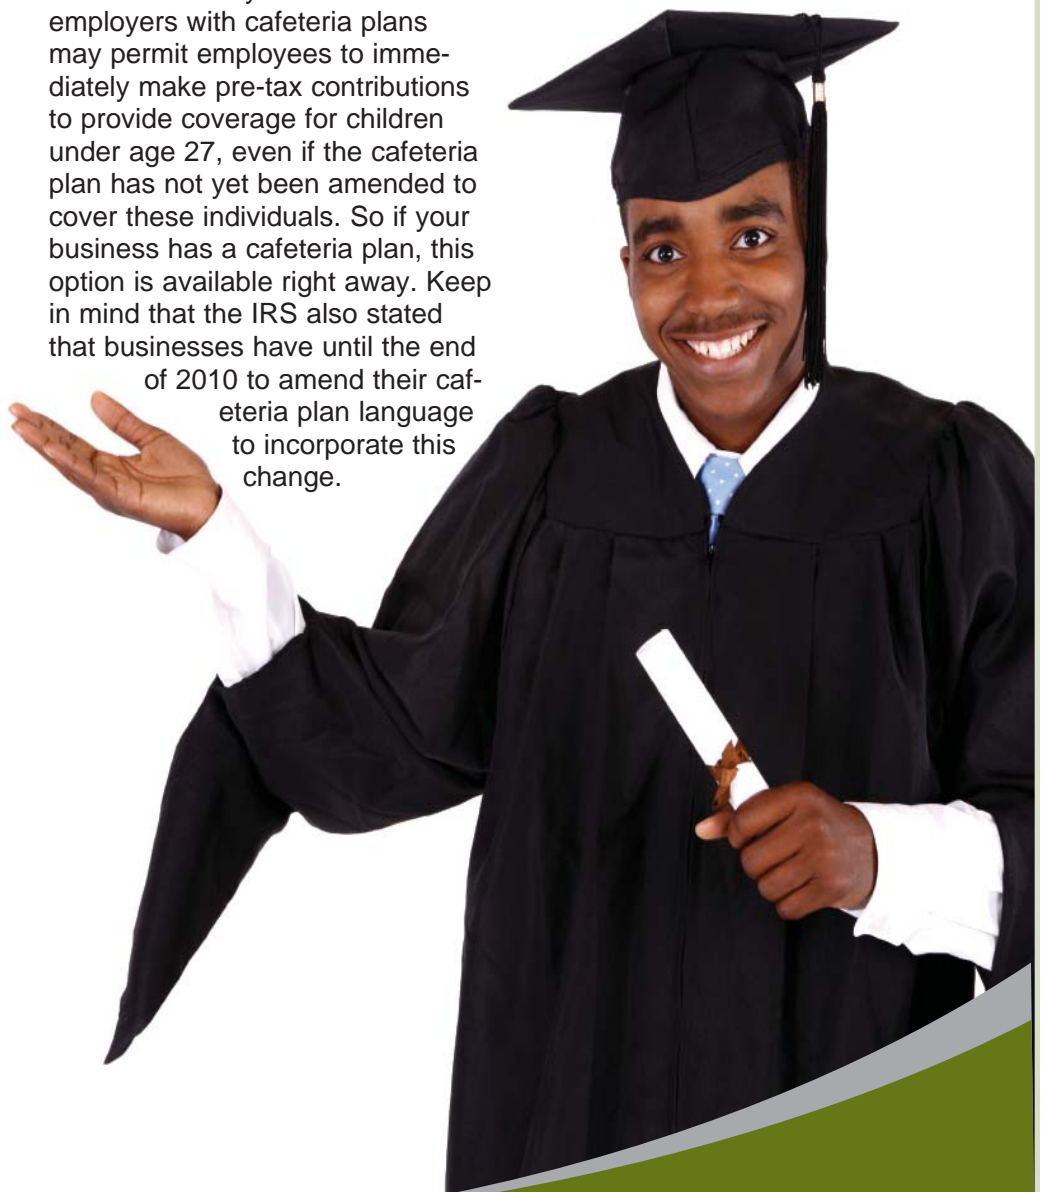 employers with cafeteria plans
may permit employees to imme-
diately make pre-tax contributions
to provide coverage for children
under age 27, even if the cafeteria
plan has not yet been amended to
cover these individuals. So if your
business has a cafeteria plan, this
option is available right away. Keep
in mind that the IRS also stated
that businesses have until the end
of 2010 to amend their caf-
eteria plan language
to incorporate this
change.